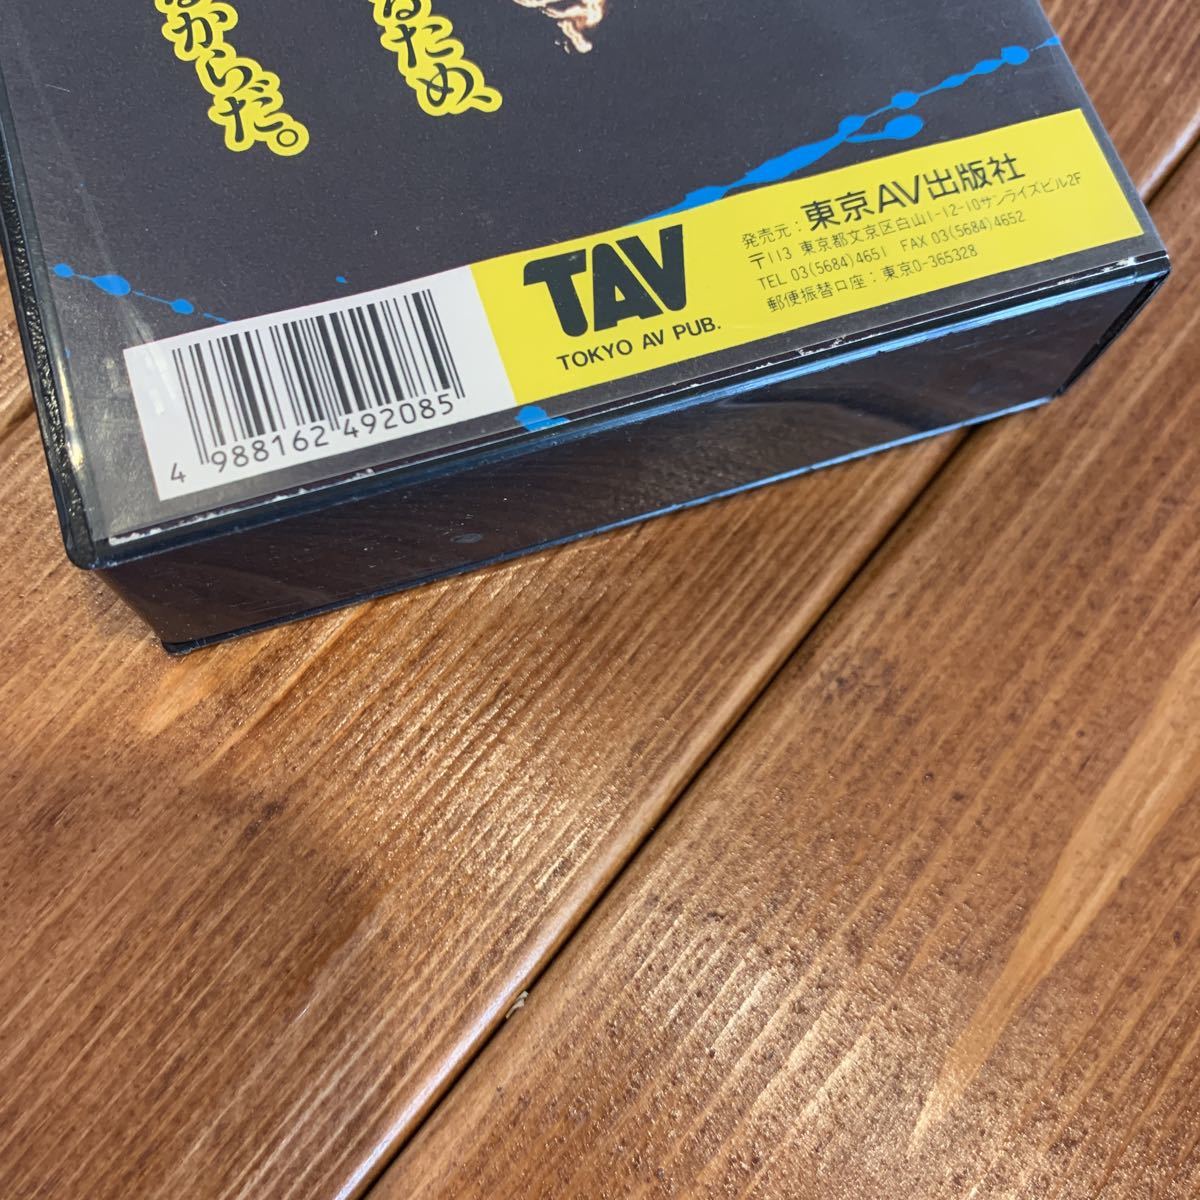 るため、
からだ。
TAV
TOKYO AV PUB.
発売元：東京AV出版社
〒113 東京都文京区白山1-12-10サンライズビル2F
TEL 03(5684)4651 FAX 03(5684)4652
郵便振替口座：東京0-365328
4 988162 492085